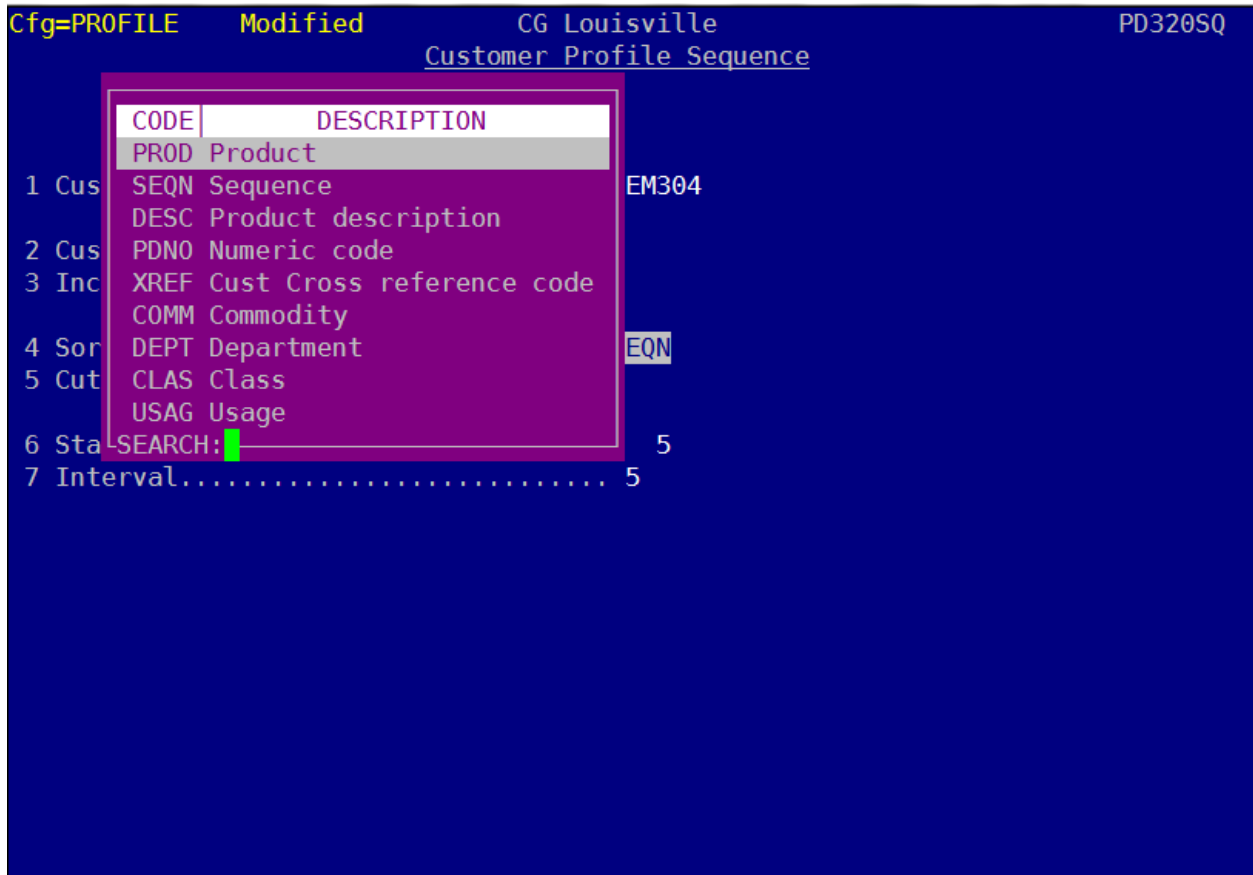 Cfg=PROFILE Modified CG Louisville PD320SQ
Customer Profile Sequence
CODE DESCRIPTION
PROD Product
1 Cus SEQN Sequence EM304
DESC Product description
2 Cus PDNO Numeric code
3 Inc XREF Cust Cross reference code
COMM Commodity
4 Sor DEPT Department EQN
5 Cut CLAS Class
USAG Usage
6 Sta SEARCH: 5
7 Interval............................ 5